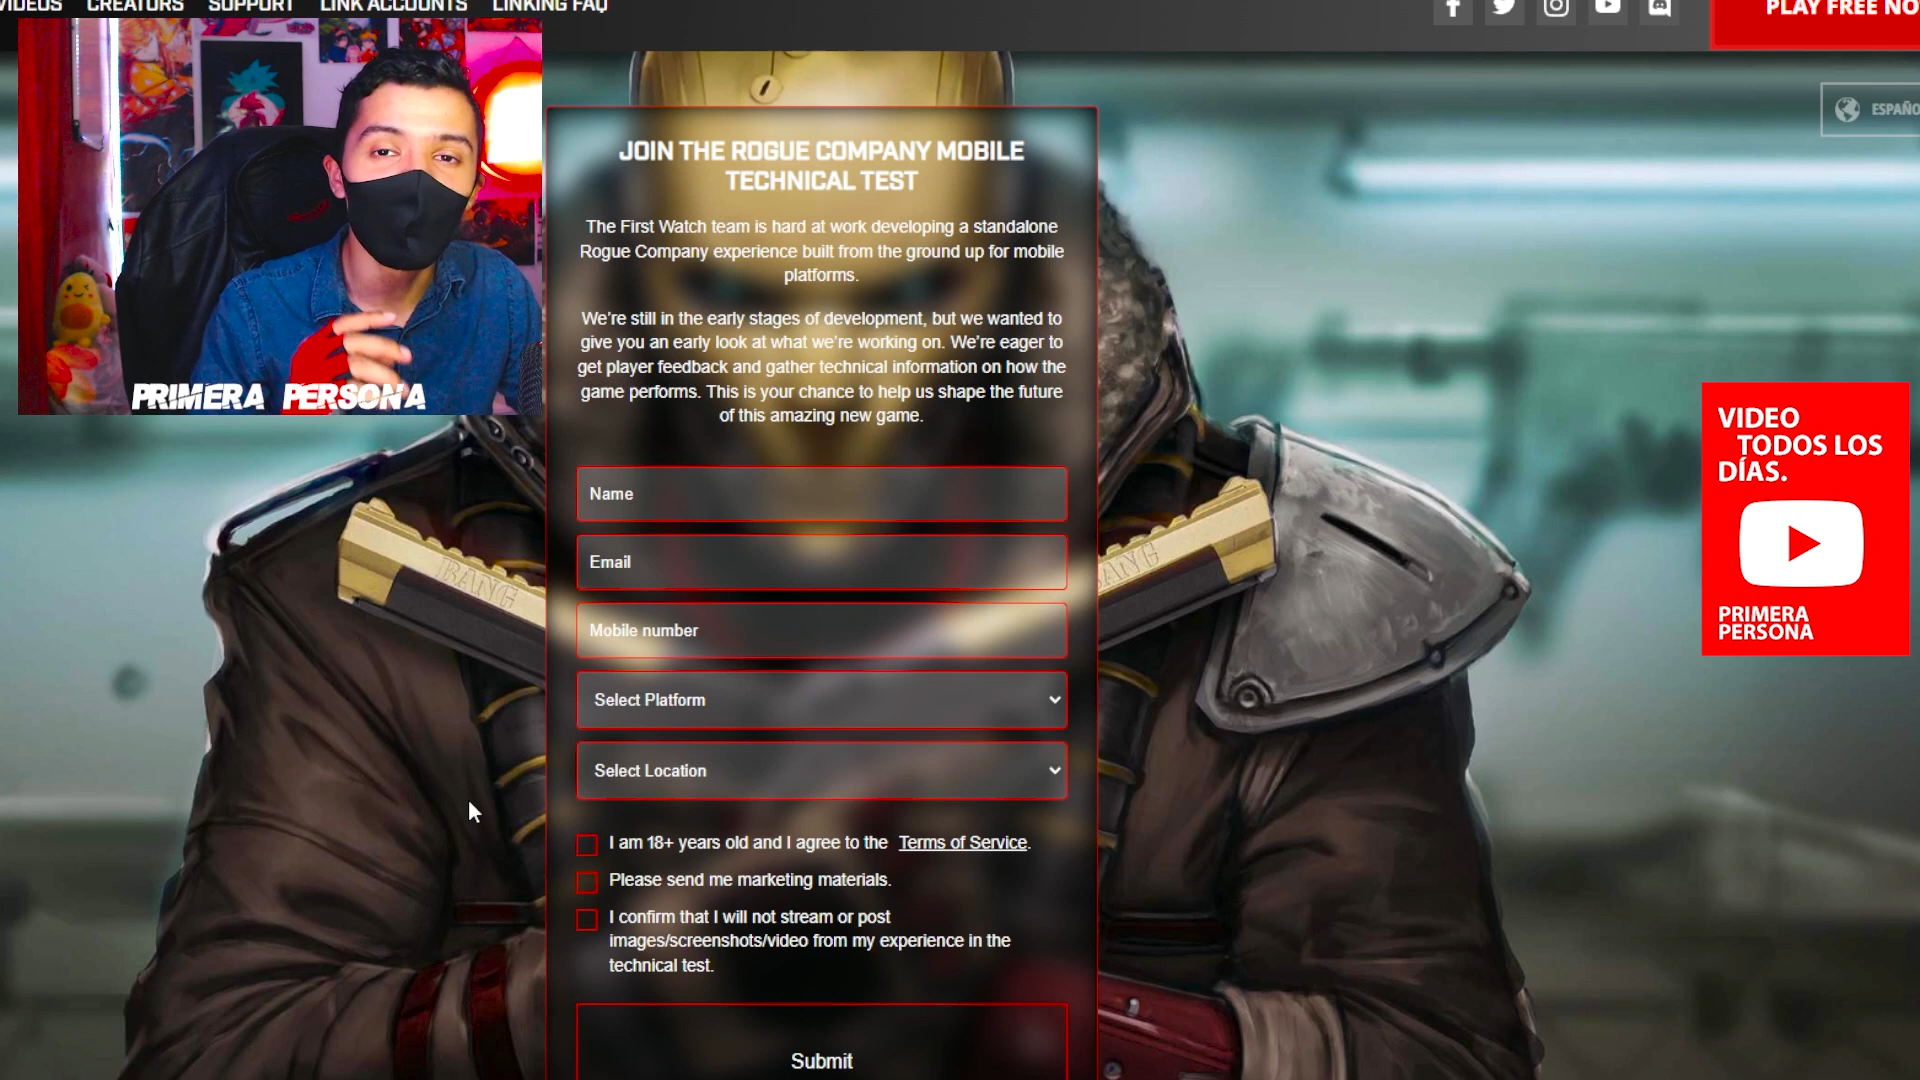 VIDEOS CREATORS SUPPORT LINK ACCOUNTS LINKING FAQ
PLAY FREE NO
ESPAÑO
JOIN THE ROGUE COMPANY MOBILE
TECHNICAL TEST
The First Watch team is hard at work developing a standalone
Rogue Company experience built from the ground up for mobile
platforms.
We're still in the early stages of development, but we wanted to
give you an early look at what we're working on. We're eager to
get player feedback and gather technical information on how the
game performs. This is your chance to help us shape the future
of this amazing new game.
PRIMERA PERSONA
Name
Email
Mobile number
Select Platform
Select Location
I am 18+ years old and I agree to the Terms of Service.
Please send me marketing materials.
I confirm that I will not stream or post
images/screenshots/video from my experience in the
technical test.
Submit
BANG
BANG
VIDEO
TODOS LOS
DÍAS.
PRIMERA
PERSONA